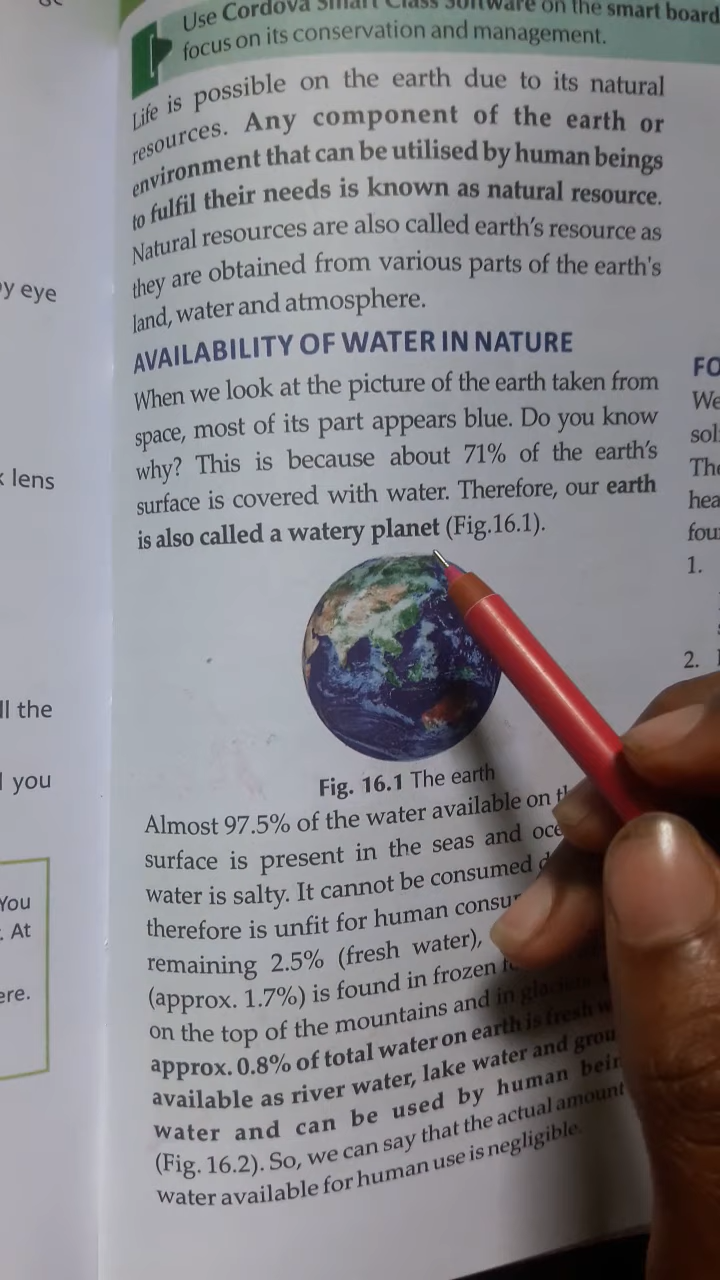 Use Cordova Smart Class Software on the smart board
focus on its conservation and management.
Life is possible on the earth due to its natural
resources. Any component of the earth or
environment that can be utilised by human beings
to fulfil their needs is known as natural resource.
Natural resources are also called earth's resource as
they are obtained from various parts of the earth's
land, water and atmosphere.
AVAILABILITY OF WATER IN NATURE
When we look at the picture of the earth taken from
space, most of its part appears blue. Do you know
why? This is because about 71% of the earth's
surface is covered with water. Therefore, our earth
is also called a watery planet (Fig.16.1).
Fig. 16.1 The earth
Almost 97.5% of the water available on
surface is present in the seas and
water is salty. It cannot be consumed
therefore is unfit for human
remaining 2.5% (fresh water),
(approx. 1.7%) is found in frozen
on the top of the mountains and in glaciers
approx. 0.8% of total water on earth is fresh
available as river water, lake water and
water and can be used by human
(Fig. 16.2). So, we can say that the actual amount
water available for human use is negligible.
y eye
lens
the
you
You
At
ere.
FO
We
sol
The
hea
fou
1.
2.